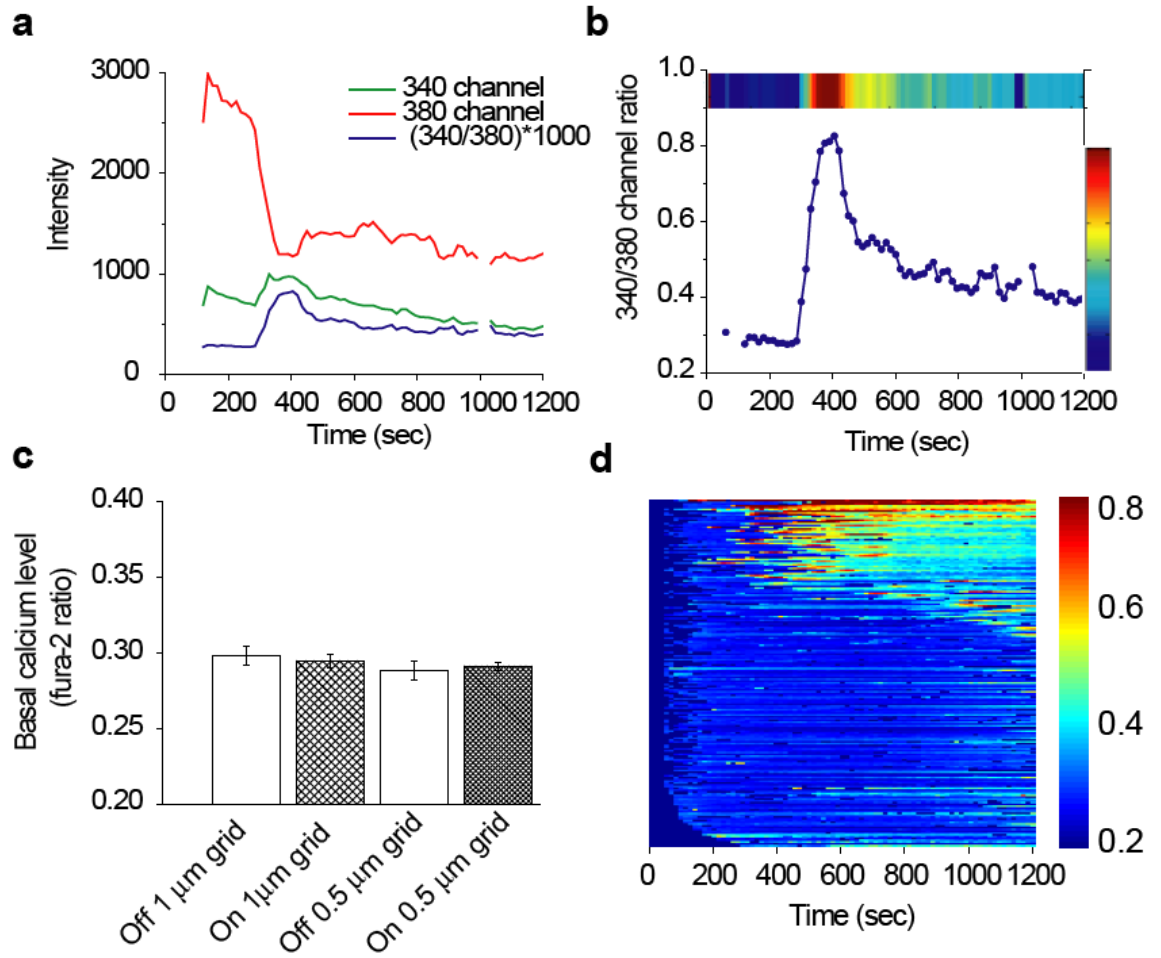 a
3000
2000
1000
0
Intensity
340 channel
380 channel
(340/380)*1000
0 200 400 600 800 1000 1200
Time (sec)
b
1.0
0.8
0.6
0.4
0.2
340/380 channel ratio
0 200 400 600 800 1000 1200
Time (sec)
c
0.40
0.35
0.30
0.25
0.20
Basal calcium level
(fura-2 ratio)
Off 1 μm grid
On 1μm grid
Off 0.5 μm grid
On 0.5 μm grid
d
0.8
0.6
0.4
0.2
0 200 400 600 800 1000 1200
Time (sec)